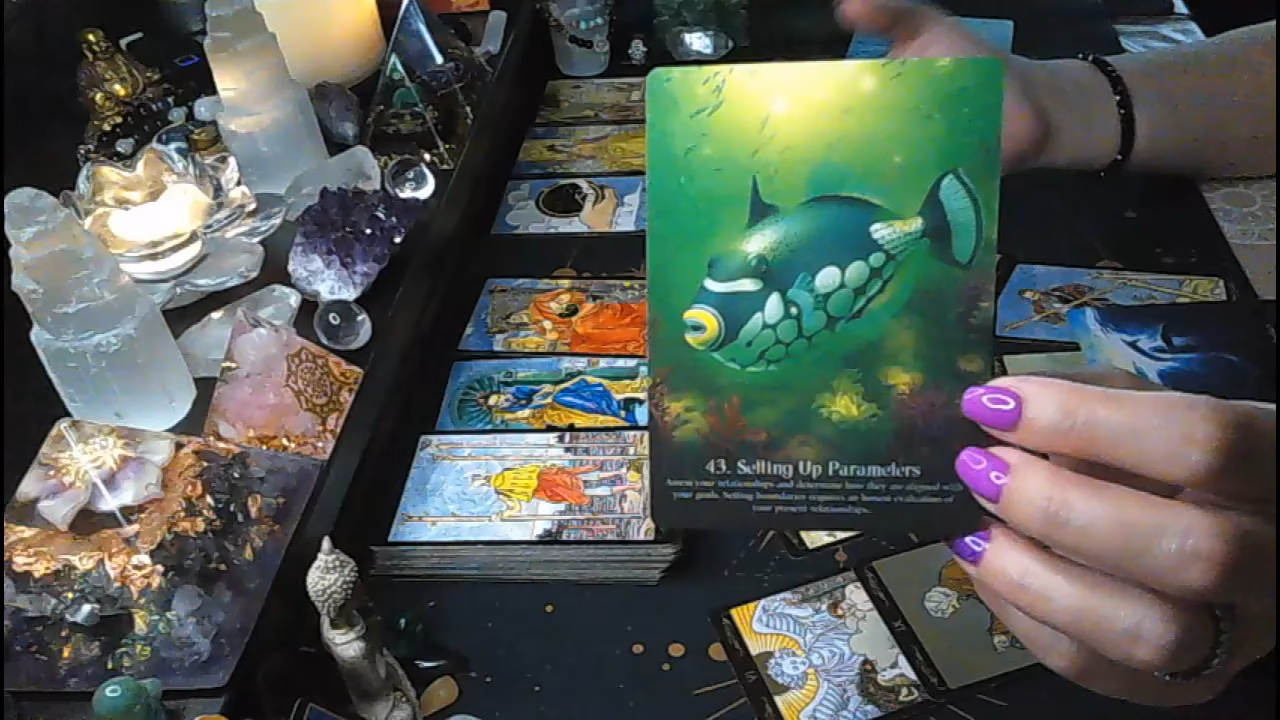 43. Setting Up Parameters
Assess your relationships and determine how they are aligned with
your goals. Setting boundaries requires an honest evaluation of
your present relationships.